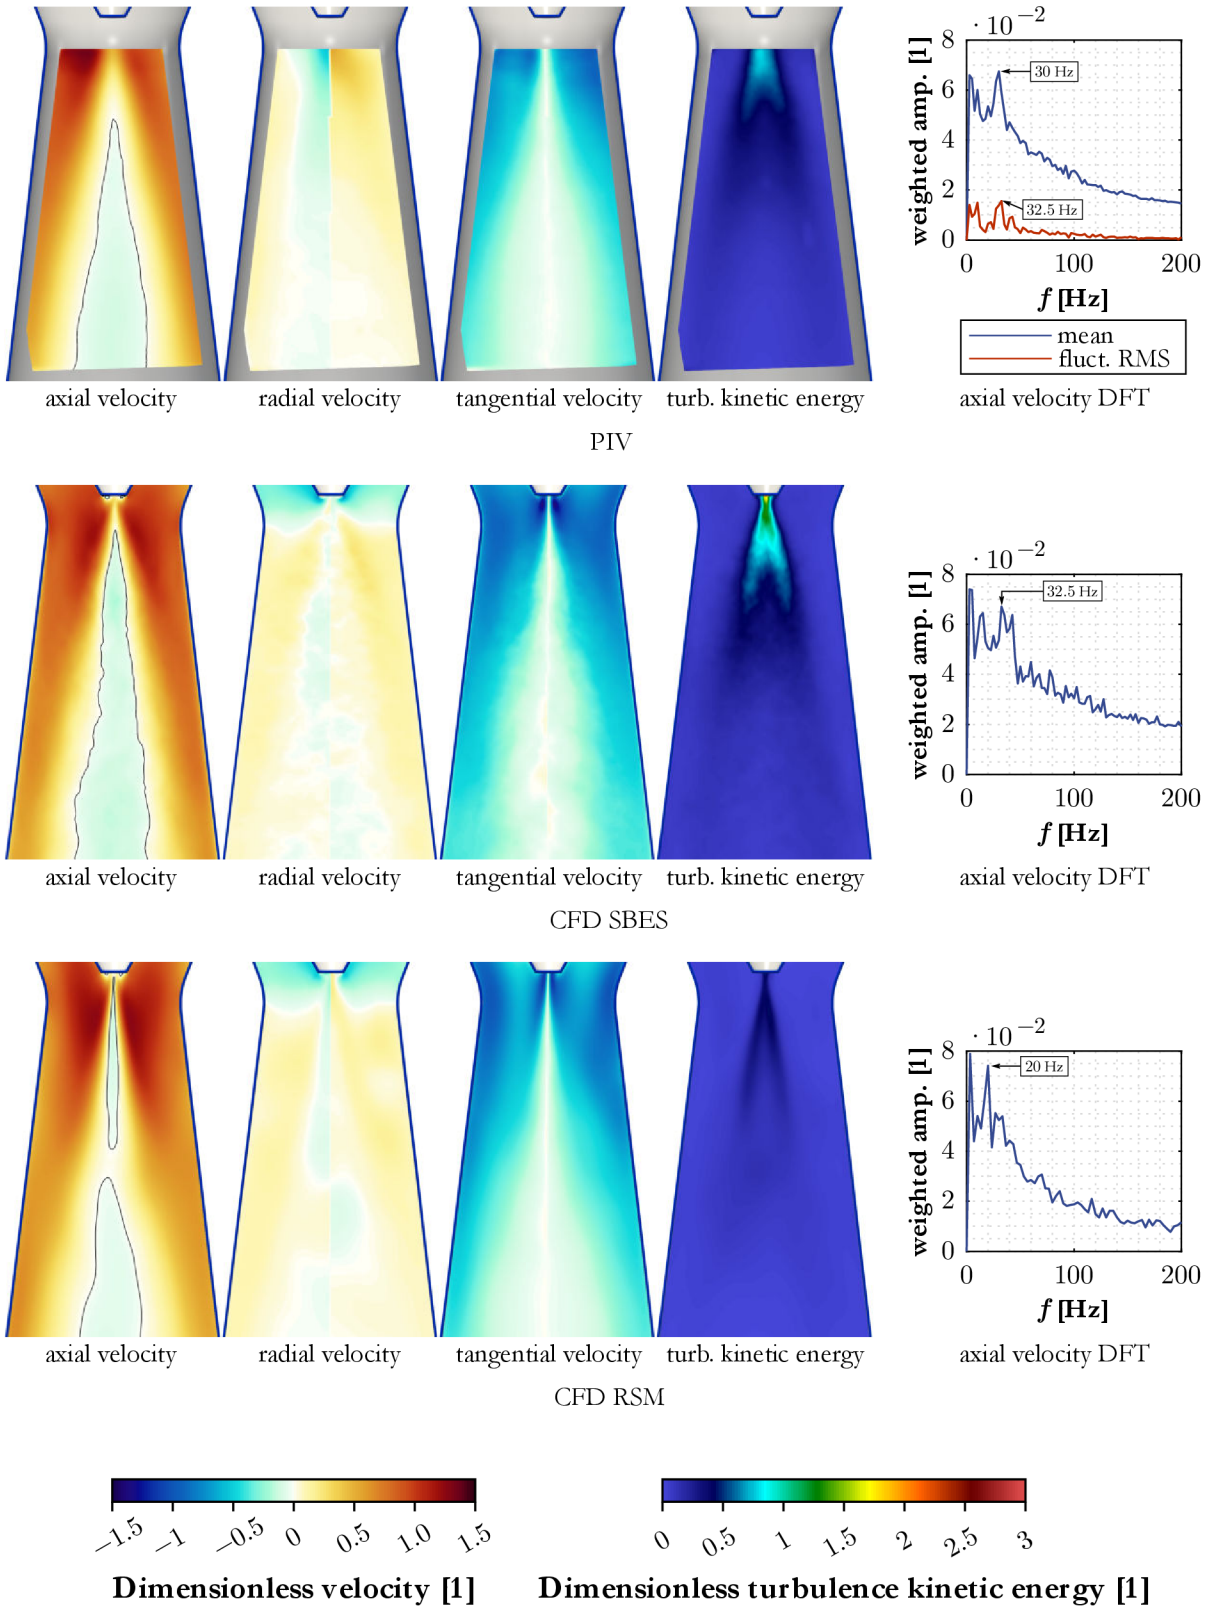 · 10⁻²
8
6
4
2
0
weighted amp. [1]
30 Hz
32.5 Hz
0 100 200
f [Hz]
mean
fluct. RMS
axial velocity radial velocity tangential velocity turb. kinetic energy axial velocity DFT
PIV
· 10⁻²
8
6
4
2
0
weighted amp. [1]
32.5 Hz
0 100 200
f [Hz]
axial velocity radial velocity tangential velocity turb. kinetic energy axial velocity DFT
CFD SBES
· 10⁻²
8
6
4
2
0
weighted amp. [1]
20 Hz
0 100 200
f [Hz]
axial velocity radial velocity tangential velocity turb. kinetic energy axial velocity DFT
CFD RSM
−1.5 −1 −0.5 0 0.5 1.0 1.5
Dimensionless velocity [1]
0 0.5 1 1.5 2 2.5 3
Dimensionless turbulence kinetic energy [1]